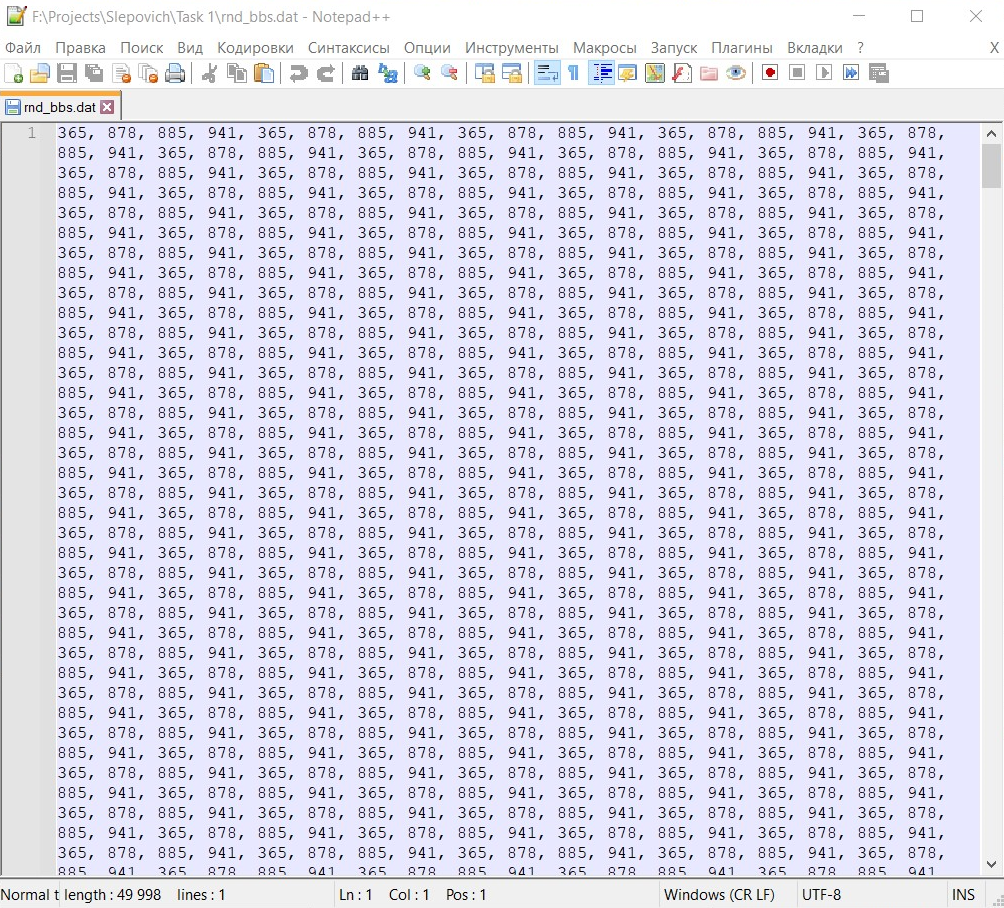 F:\Projects\Slepovich\Task 1\rnd_bbs.dat - Notepad++
Файл Правка Поиск Вид Кодировки Синтаксисы Опции Инструменты Макросы Запуск Плагины Вкладки ? X
rnd_bbs.dat
1 365, 878, 885, 941, 365, 878, 885, 941, 365, 878, 885, 941, 365, 878, 885, 941, 365, 878,
885, 941, 365, 878, 885, 941, 365, 878, 885, 941, 365, 878, 885, 941, 365, 878, 885, 941,
365, 878, 885, 941, 365, 878, 885, 941, 365, 878, 885, 941, 365, 878, 885, 941, 365, 878,
885, 941, 365, 878, 885, 941, 365, 878, 885, 941, 365, 878, 885, 941, 365, 878, 885, 941,
365, 878, 885, 941, 365, 878, 885, 941, 365, 878, 885, 941, 365, 878, 885, 941, 365, 878,
885, 941, 365, 878, 885, 941, 365, 878, 885, 941, 365, 878, 885, 941, 365, 878, 885, 941,
365, 878, 885, 941, 365, 878, 885, 941, 365, 878, 885, 941, 365, 878, 885, 941, 365, 878,
885, 941, 365, 878, 885, 941, 365, 878, 885, 941, 365, 878, 885, 941, 365, 878, 885, 941,
365, 878, 885, 941, 365, 878, 885, 941, 365, 878, 885, 941, 365, 878, 885, 941, 365, 878,
885, 941, 365, 878, 885, 941, 365, 878, 885, 941, 365, 878, 885, 941, 365, 878, 885, 941,
365, 878, 885, 941, 365, 878, 885, 941, 365, 878, 885, 941, 365, 878, 885, 941, 365, 878,
885, 941, 365, 878, 885, 941, 365, 878, 885, 941, 365, 878, 885, 941, 365, 878, 885, 941,
365, 878, 885, 941, 365, 878, 885, 941, 365, 878, 885, 941, 365, 878, 885, 941, 365, 878,
885, 941, 365, 878, 885, 941, 365, 878, 885, 941, 365, 878, 885, 941, 365, 878, 885, 941,
365, 878, 885, 941, 365, 878, 885, 941, 365, 878, 885, 941, 365, 878, 885, 941, 365, 878,
885, 941, 365, 878, 885, 941, 365, 878, 885, 941, 365, 878, 885, 941, 365, 878, 885, 941,
365, 878, 885, 941, 365, 878, 885, 941, 365, 878, 885, 941, 365, 878, 885, 941, 365, 878,
885, 941, 365, 878, 885, 941, 365, 878, 885, 941, 365, 878, 885, 941, 365, 878, 885, 941,
365, 878, 885, 941, 365, 878, 885, 941, 365, 878, 885, 941, 365, 878, 885, 941, 365, 878,
885, 941, 365, 878, 885, 941, 365, 878, 885, 941, 365, 878, 885, 941, 365, 878, 885, 941,
365, 878, 885, 941, 365, 878, 885, 941, 365, 878, 885, 941, 365, 878, 885, 941, 365, 878,
885, 941, 365, 878, 885, 941, 365, 878, 885, 941, 365, 878, 885, 941, 365, 878, 885, 941,
365, 878, 885, 941, 365, 878, 885, 941, 365, 878, 885, 941, 365, 878, 885, 941, 365, 878,
885, 941, 365, 878, 885, 941, 365, 878, 885, 941, 365, 878, 885, 941, 365, 878, 885, 941,
365, 878, 885, 941, 365, 878, 885, 941, 365, 878, 885, 941, 365, 878, 885, 941, 365, 878,
885, 941, 365, 878, 885, 941, 365, 878, 885, 941, 365, 878, 885, 941, 365, 878, 885, 941,
365, 878, 885, 941, 365, 878, 885, 941, 365, 878, 885, 941, 365, 878, 885, 941, 365, 878,
885, 941, 365, 878, 885, 941, 365, 878, 885, 941, 365, 878, 885, 941, 365, 878, 885, 941,
365, 878, 885, 941, 365, 878, 885, 941, 365, 878, 885, 941, 365, 878, 885, 941, 365, 878,
885, 941, 365, 878, 885, 941, 365, 878, 885, 941, 365, 878, 885, 941, 365, 878, 885, 941,
365, 878, 885, 941, 365, 878, 885, 941, 365, 878, 885, 941, 365, 878, 885, 941, 365, 878,
885, 941, 365, 878, 885, 941, 365, 878, 885, 941, 365, 878, 885, 941, 365, 878, 885, 941,
365, 878, 885, 941, 365, 878, 885, 941, 365, 878, 885, 941, 365, 878, 885, 941, 365, 878,
885, 941, 365, 878, 885, 941, 365, 878, 885, 941, 365, 878, 885, 941, 365, 878, 885, 941,
365, 878, 885, 941, 365, 878, 885, 941, 365, 878, 885, 941, 365, 878, 885, 941, 365, 878,
885, 941, 365, 878, 885, 941, 365, 878, 885, 941, 365, 878, 885, 941, 365, 878, 885, 941,
365, 878, 885, 941, 365, 878, 885, 941, 365, 878, 885, 941, 365, 878, 885, 941, 365, 878,
Normal t length : 49 998 lines : 1 Ln : 1 Col : 1 Pos : 1 Windows (CR LF) UTF-8 INS